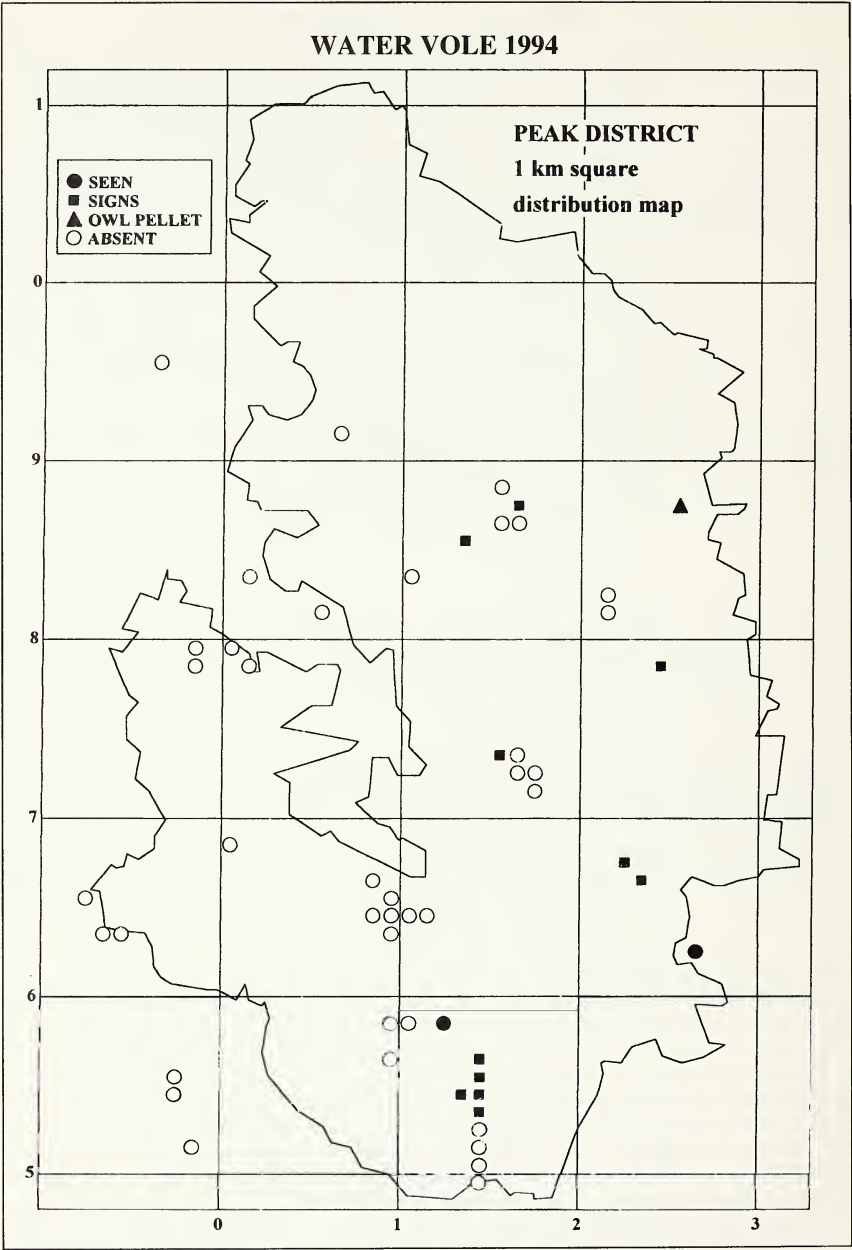 WATER VOLE 1994
PEAK DISTRICT
1 km square
distribution map
SEEN
SIGNS
OWL PELLET
ABSENT
1
0
9
8
7
6
5
0
1
2
3